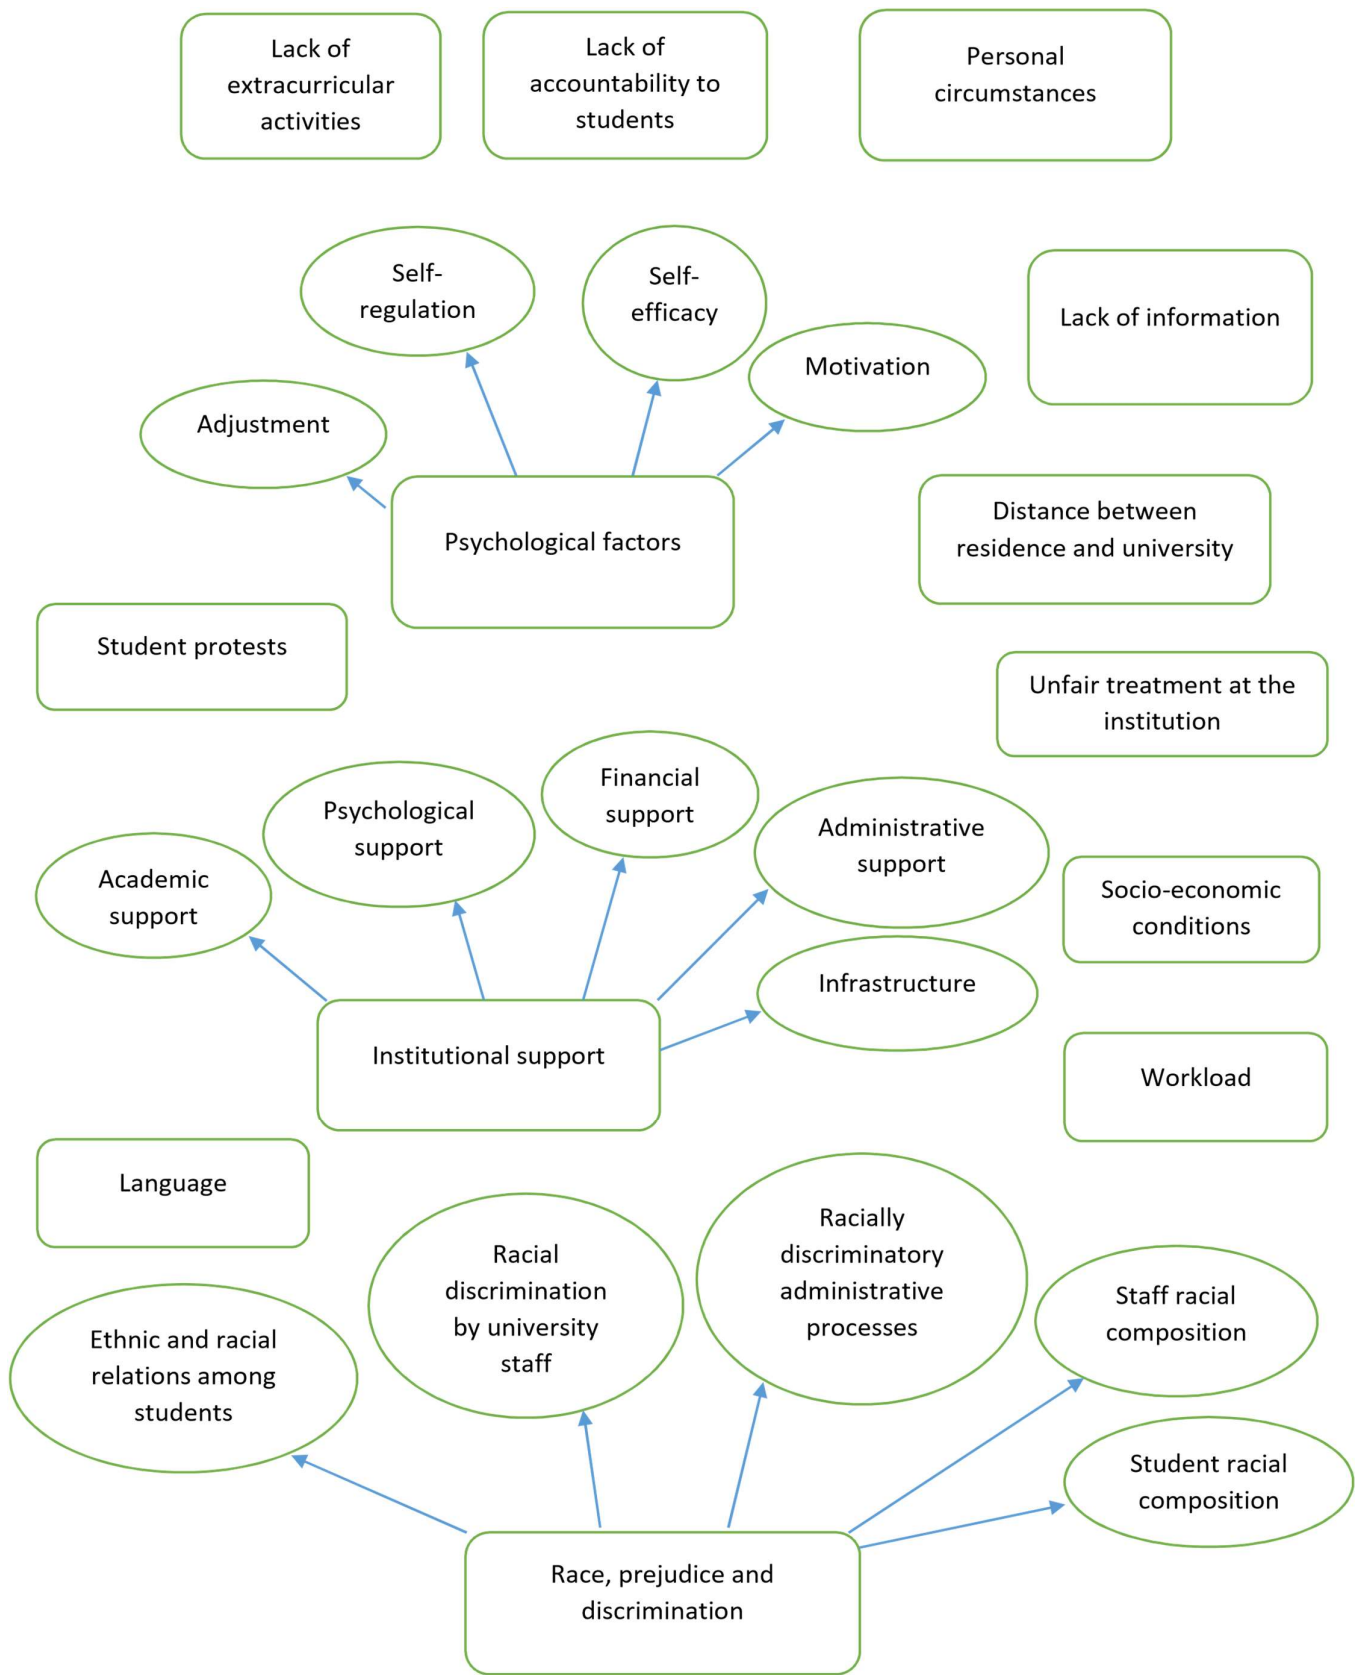 Lack of
extracurricular
activities
Lack of
accountability to
students
Personal
circumstances
Self-
regulation
Self-
efficacy
Lack of information
Motivation
Adjustment
Psychological factors
Distance between
residence and university
Student protests
Unfair treatment at the
institution
Financial
support
Psychological
support
Administrative
support
Academic
support
Socio-economic
conditions
Infrastructure
Institutional support
Workload
Language
Racially
discriminatory
administrative
processes
Racial
discrimination
by university
staff
Staff racial
composition
Ethnic and racial
relations among
students
Student racial
composition
Race, prejudice and
discrimination